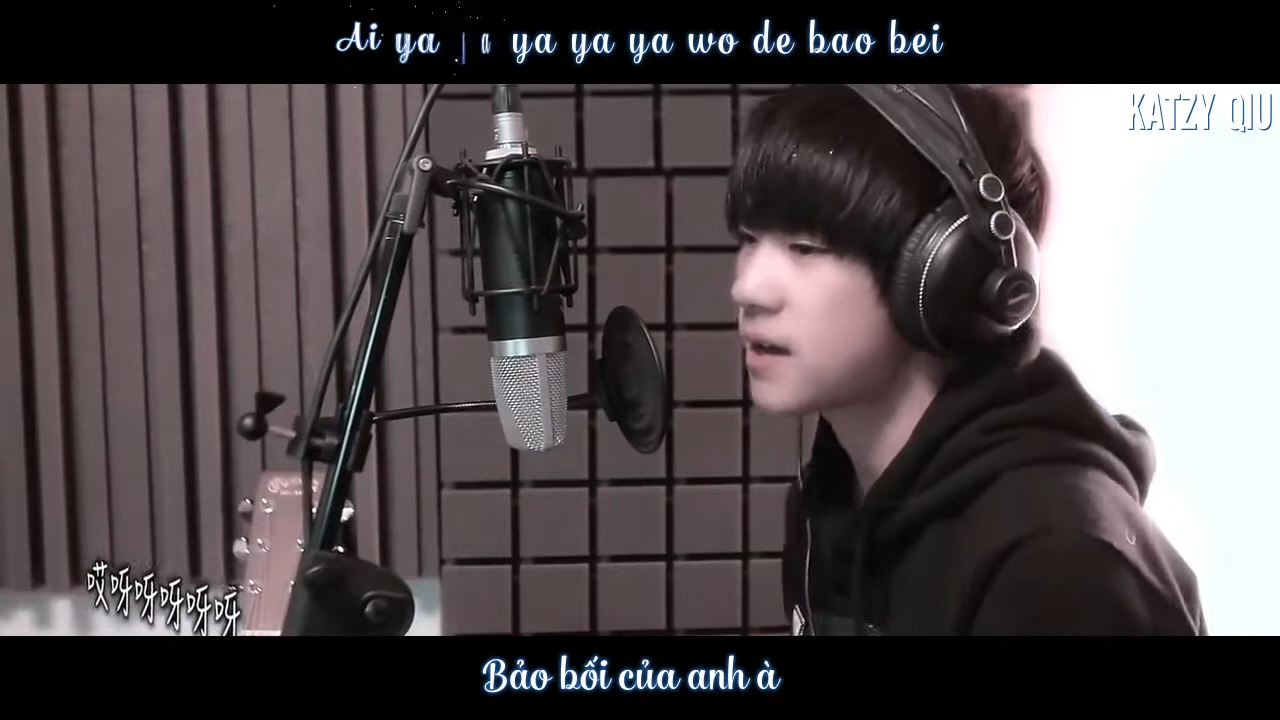 Ai ya ya ya ya ya wo de bao bei
KATZY QIU
哎呀呀呀呀呀
Bảo bối của anh à